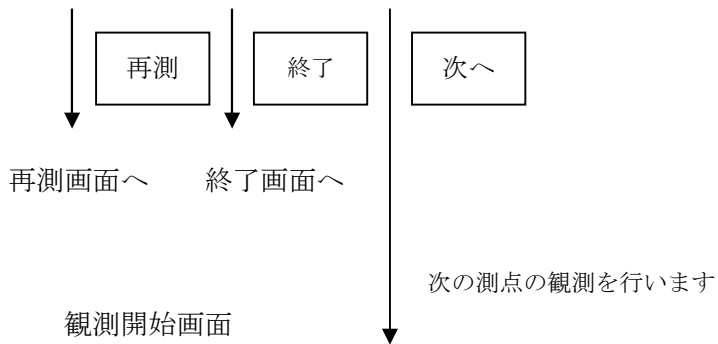 再測
終了
次へ
再測画面へ
終了画面へ
次の測点の観測を行います
観測開始画面